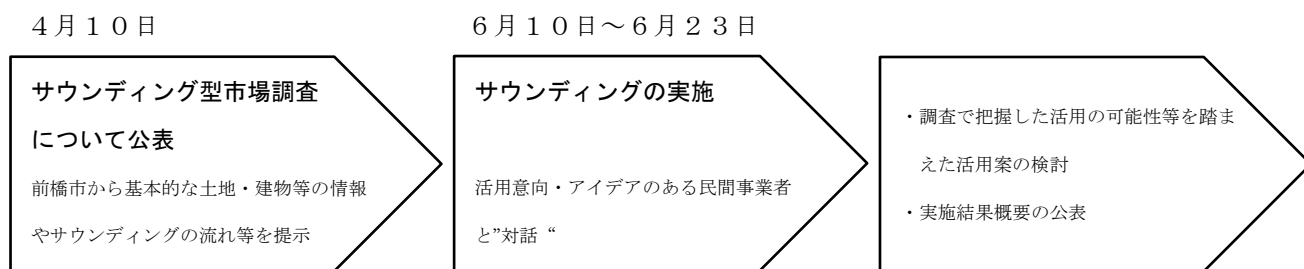 ４月１０日
６月１０日～６月２３日
サウンディング型市場調査
について公表
前橋市から基本的な土地・建物等の情報
やサウンディングの流れ等を提示
サウンディングの実施
活用意向・アイデアのある民間事業者
と”対話“
・調査で把握した活用の可能性等を踏ま
えた活用案の検討
・実施結果概要の公表